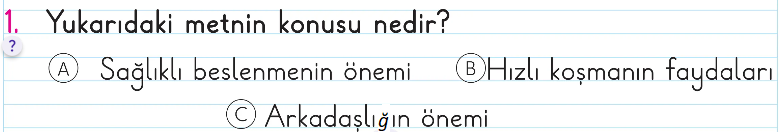 1. Yukarıdaki metnin konusu nedir?
?
A Sağlıklı beslenmenin önemi B Hızlı koşmanın faydaları
C Arkadaşlığın önemi